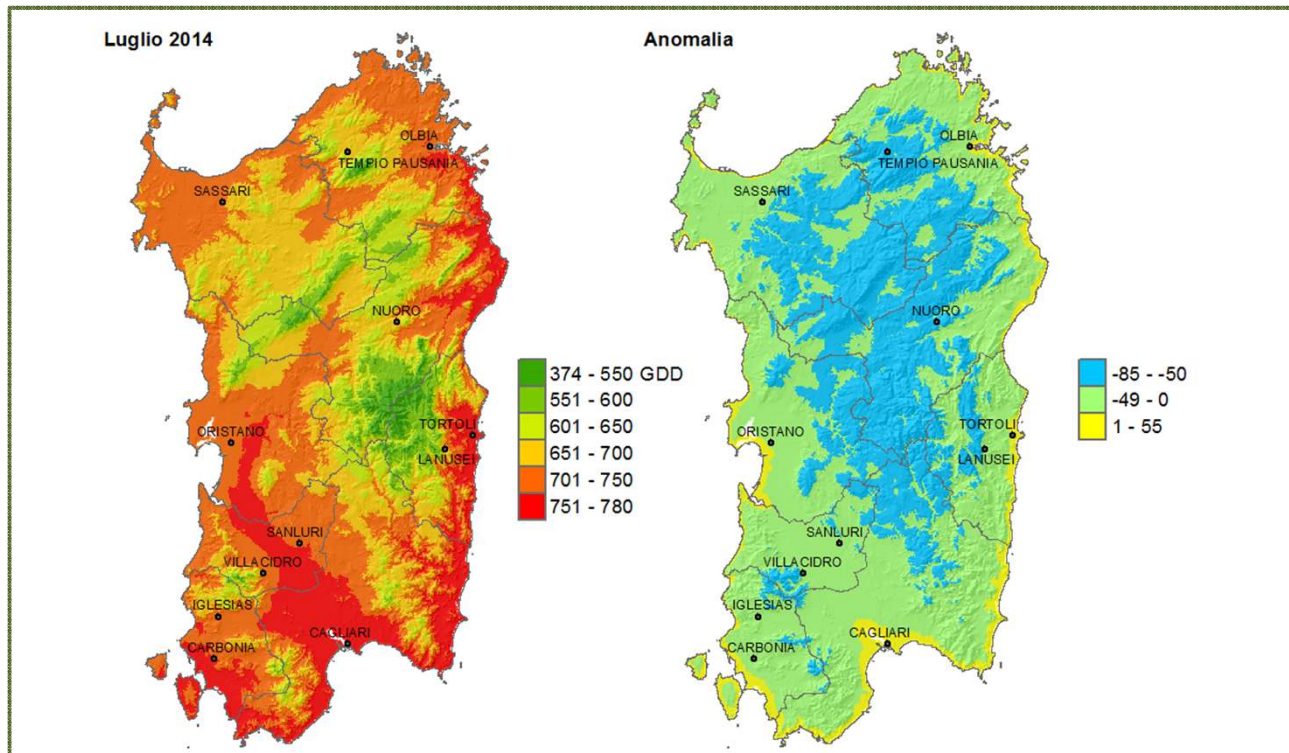 Luglio 2014
OLBIA
TEMPIO PAUSANIA
SASSARI
NUORO
ORISTANO
TORTOLI
LANUSEI
SANLURI
VILLACIDRO
IGLESIAS
CAGLIARI
CARBONIA
374 - 550 GDD
551 - 600
601 - 650
651 - 700
701 - 750
751 - 780
Anomalia
OLBIA
TEMPIO PAUSANIA
SASSARI
NUORO
ORISTANO
TORTOLI
LANUSEI
SANLURI
VILLACIDRO
IGLESIAS
CAGLIARI
CARBONIA
-85 - -50
-49 - 0
1 - 55